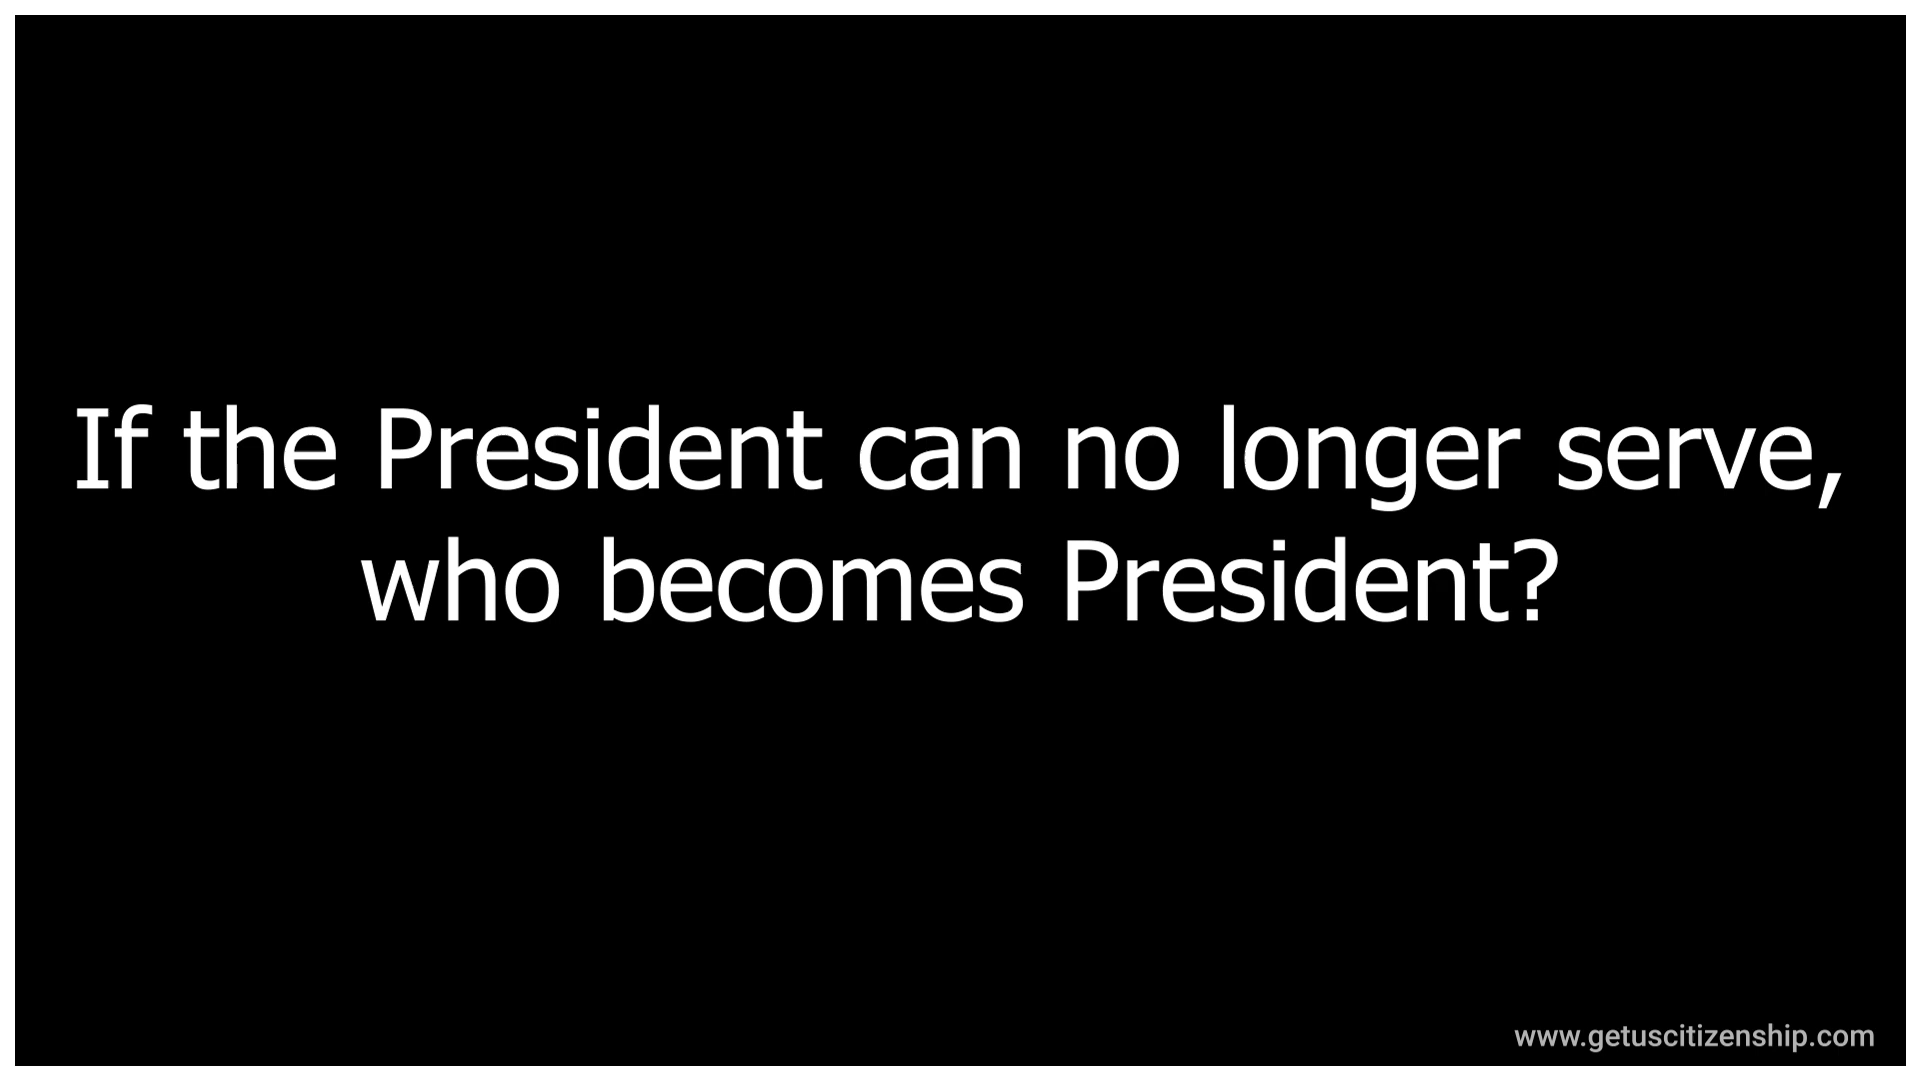 If the President can no longer serve,
who becomes President?
www.getuscitizenship.com